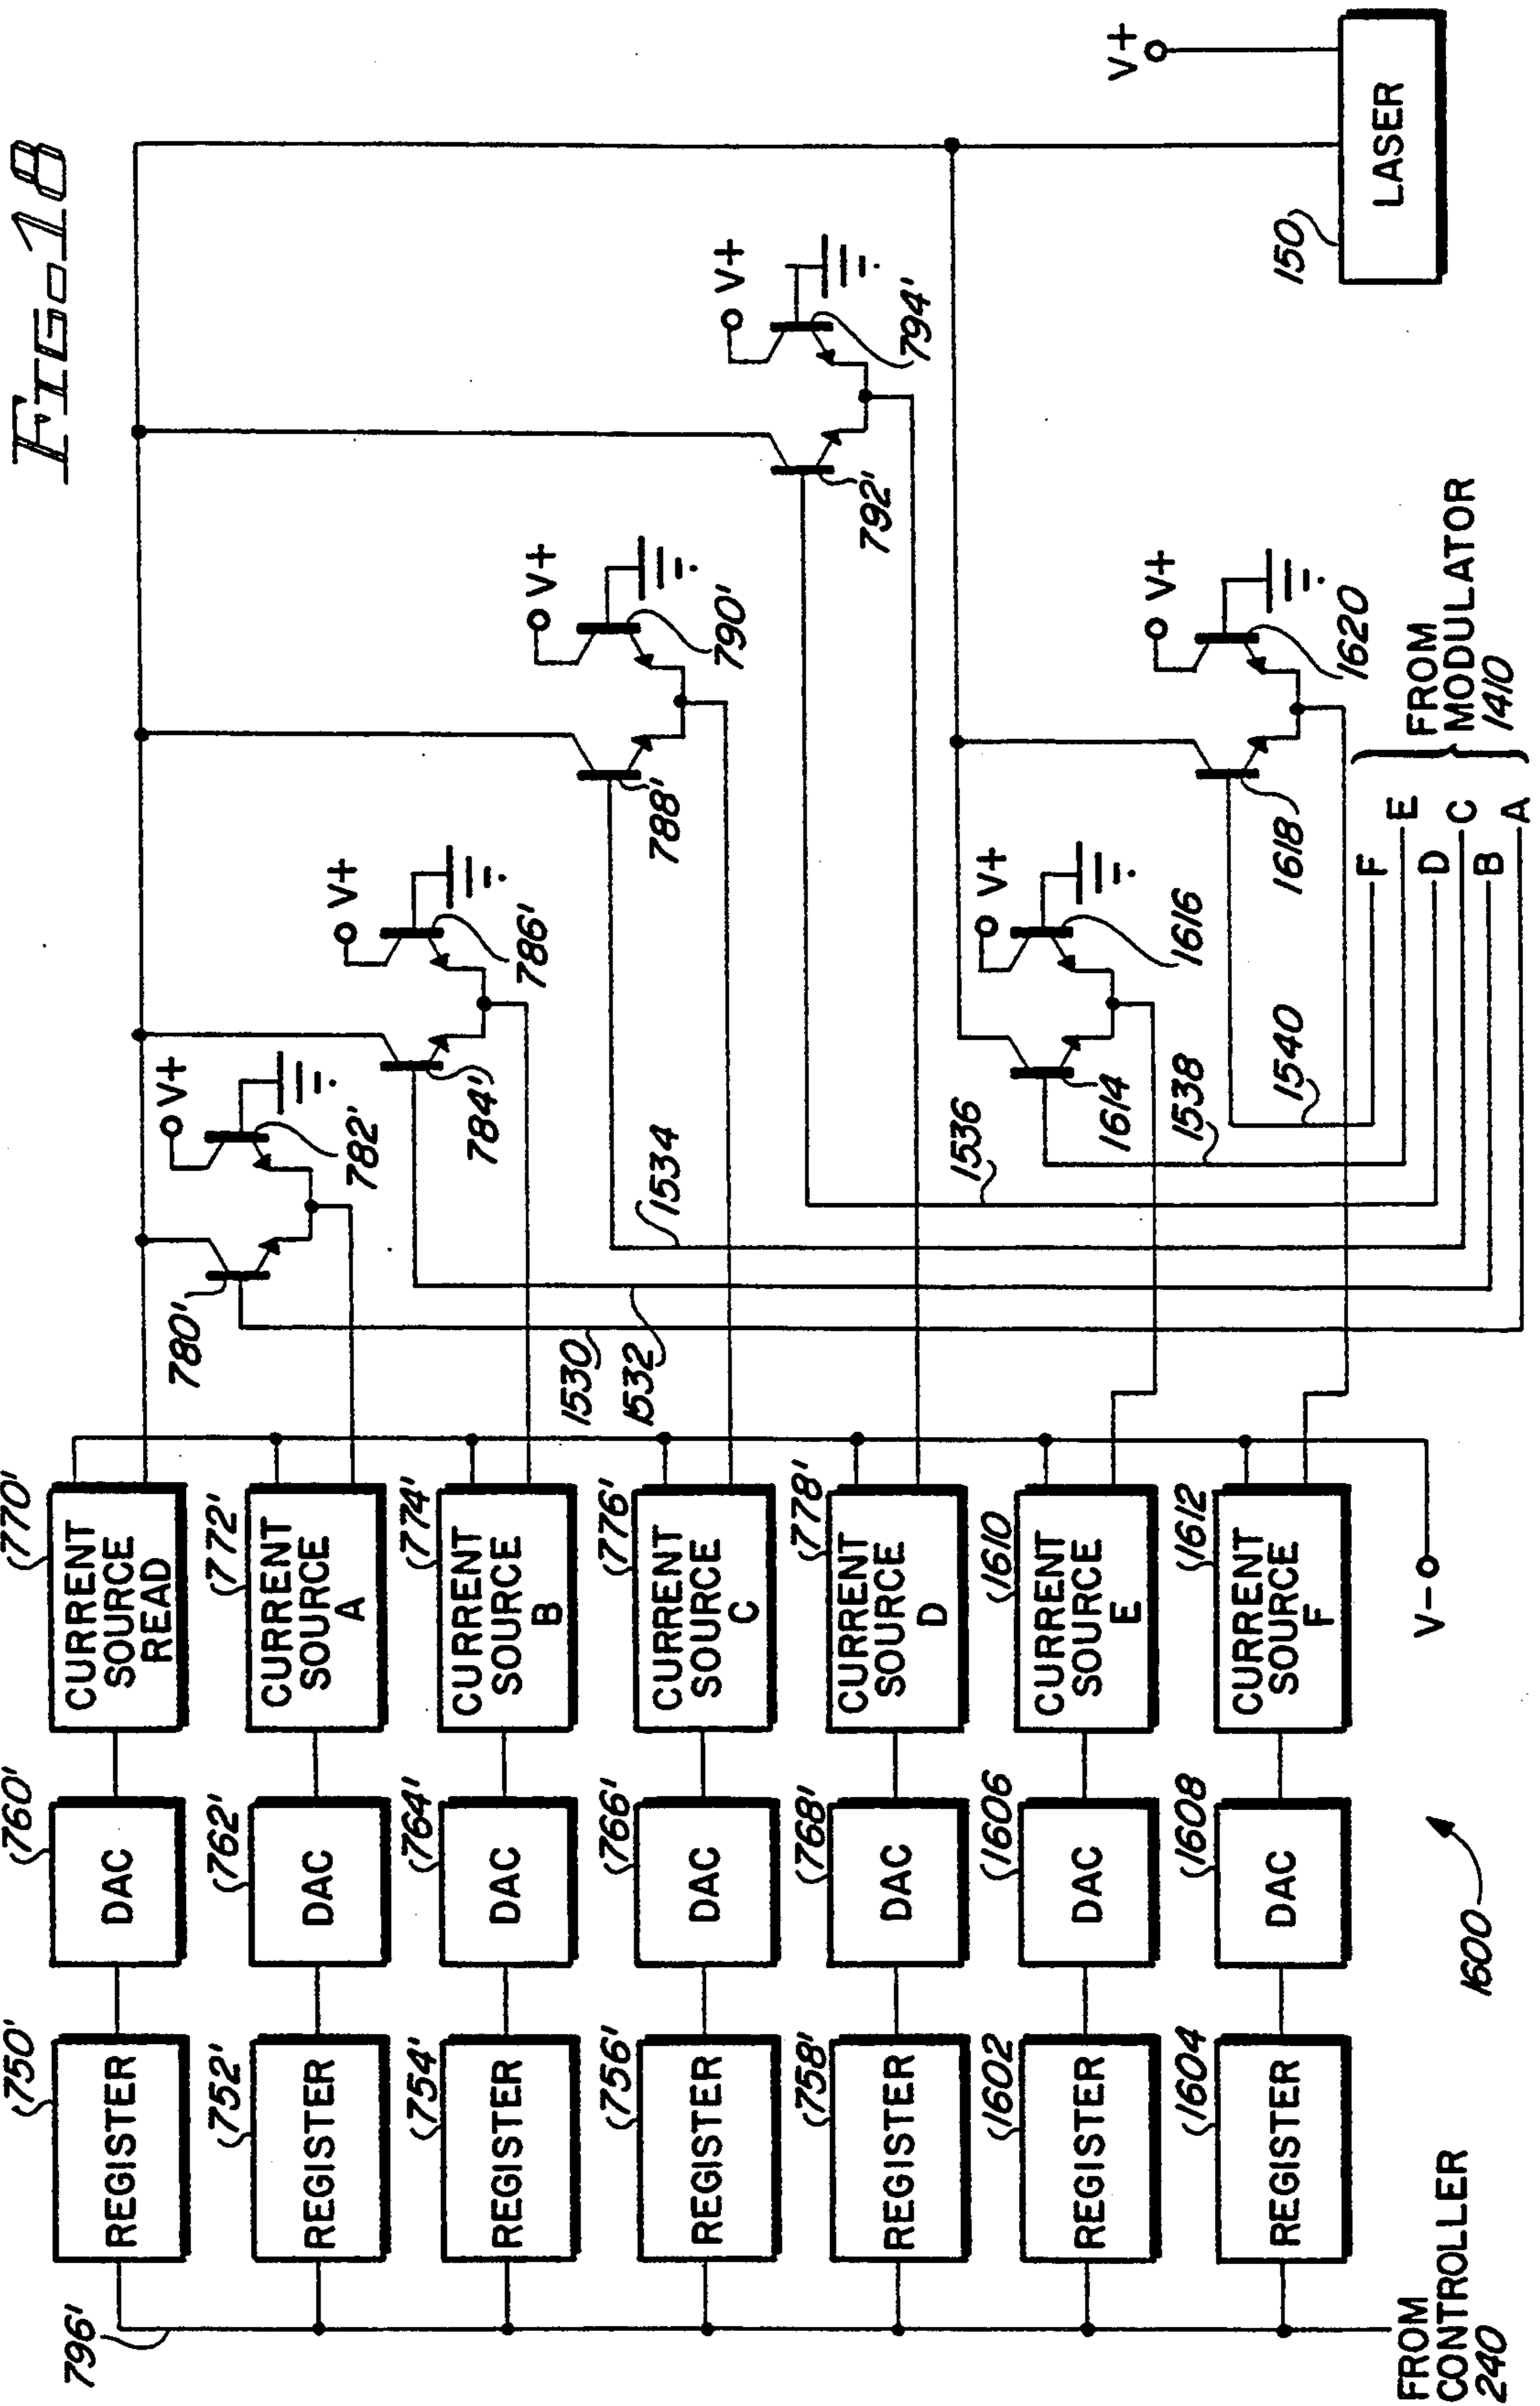 FIG-18
770'
CURRENT
SOURCE
READ
760'
DAC
750'
REGISTER
772'
CURRENT
SOURCE
A
762'
DAC
752'
REGISTER
774'
CURRENT
SOURCE
B
764'
DAC
754'
REGISTER
776'
CURRENT
SOURCE
C
766'
DAC
756'
REGISTER
778'
CURRENT
SOURCE
D
768'
DAC
758'
REGISTER
1610
CURRENT
SOURCE
E
1606
DAC
1602
REGISTER
1612
CURRENT
SOURCE
F
1608
DAC
1604
REGISTER
796'
FROM
CONTROLLER
240
1600
V-
780'
V+
782'
784'
V+
786'
788'
V+
790'
792'
V+
794'
1614
V+
1616
1618
V+
1620
1530
1532
1534
1536
1538
1540
F
E
D
C
B
A
FROM
MODULATOR
1410
V+
150
LASER